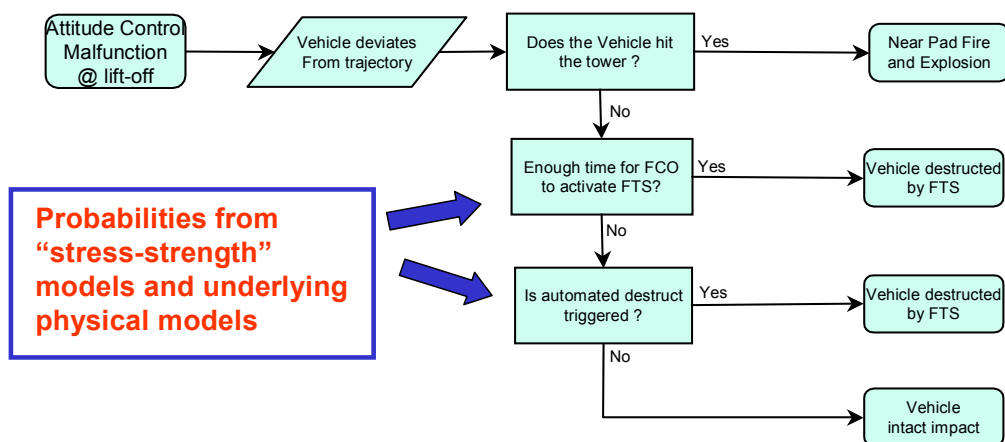 Attitude Control
Malfunction
@ lift-off
Vehicle deviates
From trajectory
Does the Vehicle hit
the tower ?
Yes
Near Pad Fire
and Explosion
No
Enough time for FCO
to activate FTS?
Yes
Vehicle destructed
by FTS
Probabilities from
“stress-strength”
models and underlying
physical models
No
Is automated destruct
triggered ?
Yes
Vehicle destructed
by FTS
No
Vehicle
intact impact